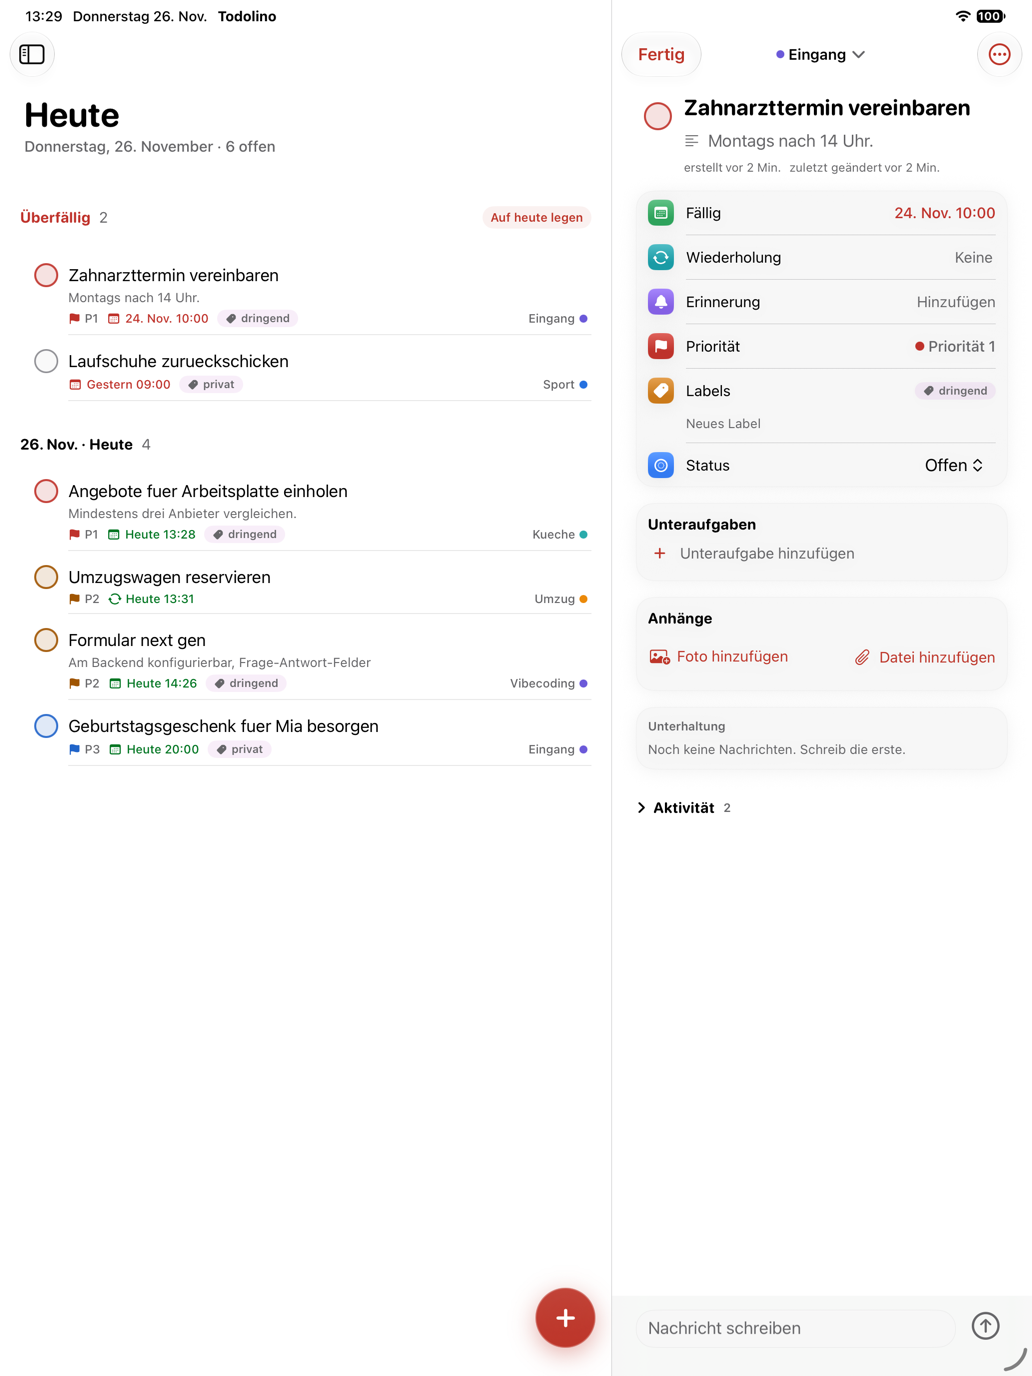 13:29 Donnerstag 26. Nov. Todolino
100
Heute
Donnerstag, 26. November · 6 offen
Überfällig 2
Auf heute legen
Zahnarzttermin vereinbaren
Montags nach 14 Uhr.
P1 24. Nov. 10:00 dringend Eingang
Laufschuhe zurueckschicken
Gestern 09:00 privat Sport
26. Nov. · Heute 4
Angebote fuer Arbeitsplatte einholen
Mindestens drei Anbieter vergleichen.
P1 Heute 13:28 dringend Kueche
Umzugswagen reservieren
P2 Heute 13:31 Umzug
Formular next gen
Am Backend konfigurierbar, Frage-Antwort-Felder
P2 Heute 14:26 dringend Vibecoding
Geburtstagsgeschenk fuer Mia besorgen
P3 Heute 20:00 privat Eingang
Fertig
Eingang
Zahnarzttermin vereinbaren
Montags nach 14 Uhr.
erstellt vor 2 Min. zuletzt geändert vor 2 Min.
Fällig 24. Nov. 10:00
Wiederholung Keine
Erinnerung Hinzufügen
Priorität Priorität 1
Labels dringend
Neues Label
Status Offen
Unteraufgaben
Unteraufgabe hinzufügen
Anhänge
Foto hinzufügen Datei hinzufügen
Unterhaltung
Noch keine Nachrichten. Schreib die erste.
Aktivität 2
Nachricht schreiben